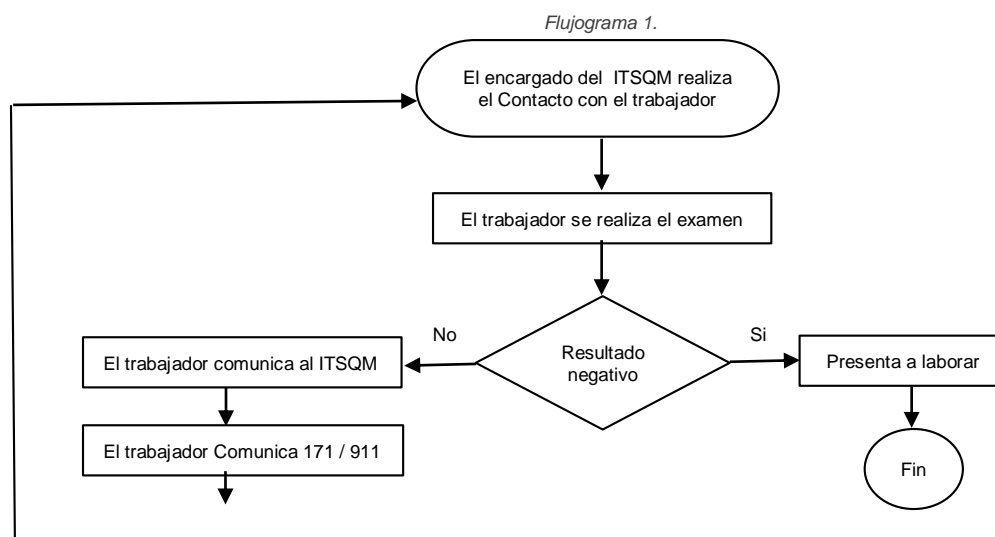 Flujograma 1.
El encargado del ITSQM realiza
el Contacto con el trabajador
El trabajador se realiza el examen
No
Si
Resultado
negativo
El trabajador comunica al ITSQM
Presenta a laborar
El trabajador Comunica 171 / 911
Fin